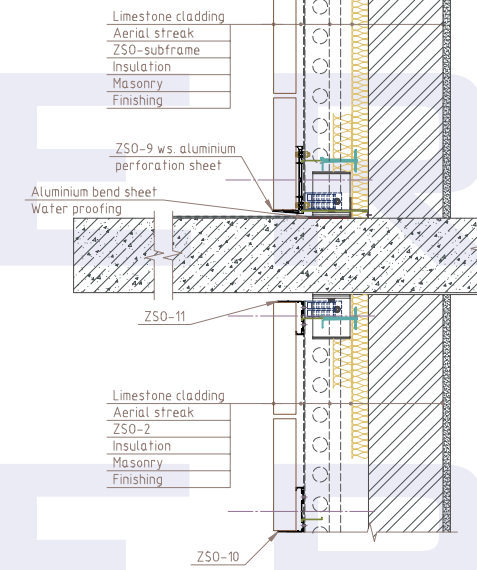 Limestone cladding
Aerial streak
ZSO-subframe
Insulation
Masonry
Finishing
ZSO-9 ws. aluminium
perforation sheet
Aluminium bend sheet
Water proofing
ZSO-11
Limestone cladding
Aerial streak
ZSO-2
Insulation
Masonry
Finishing
ZSO-10